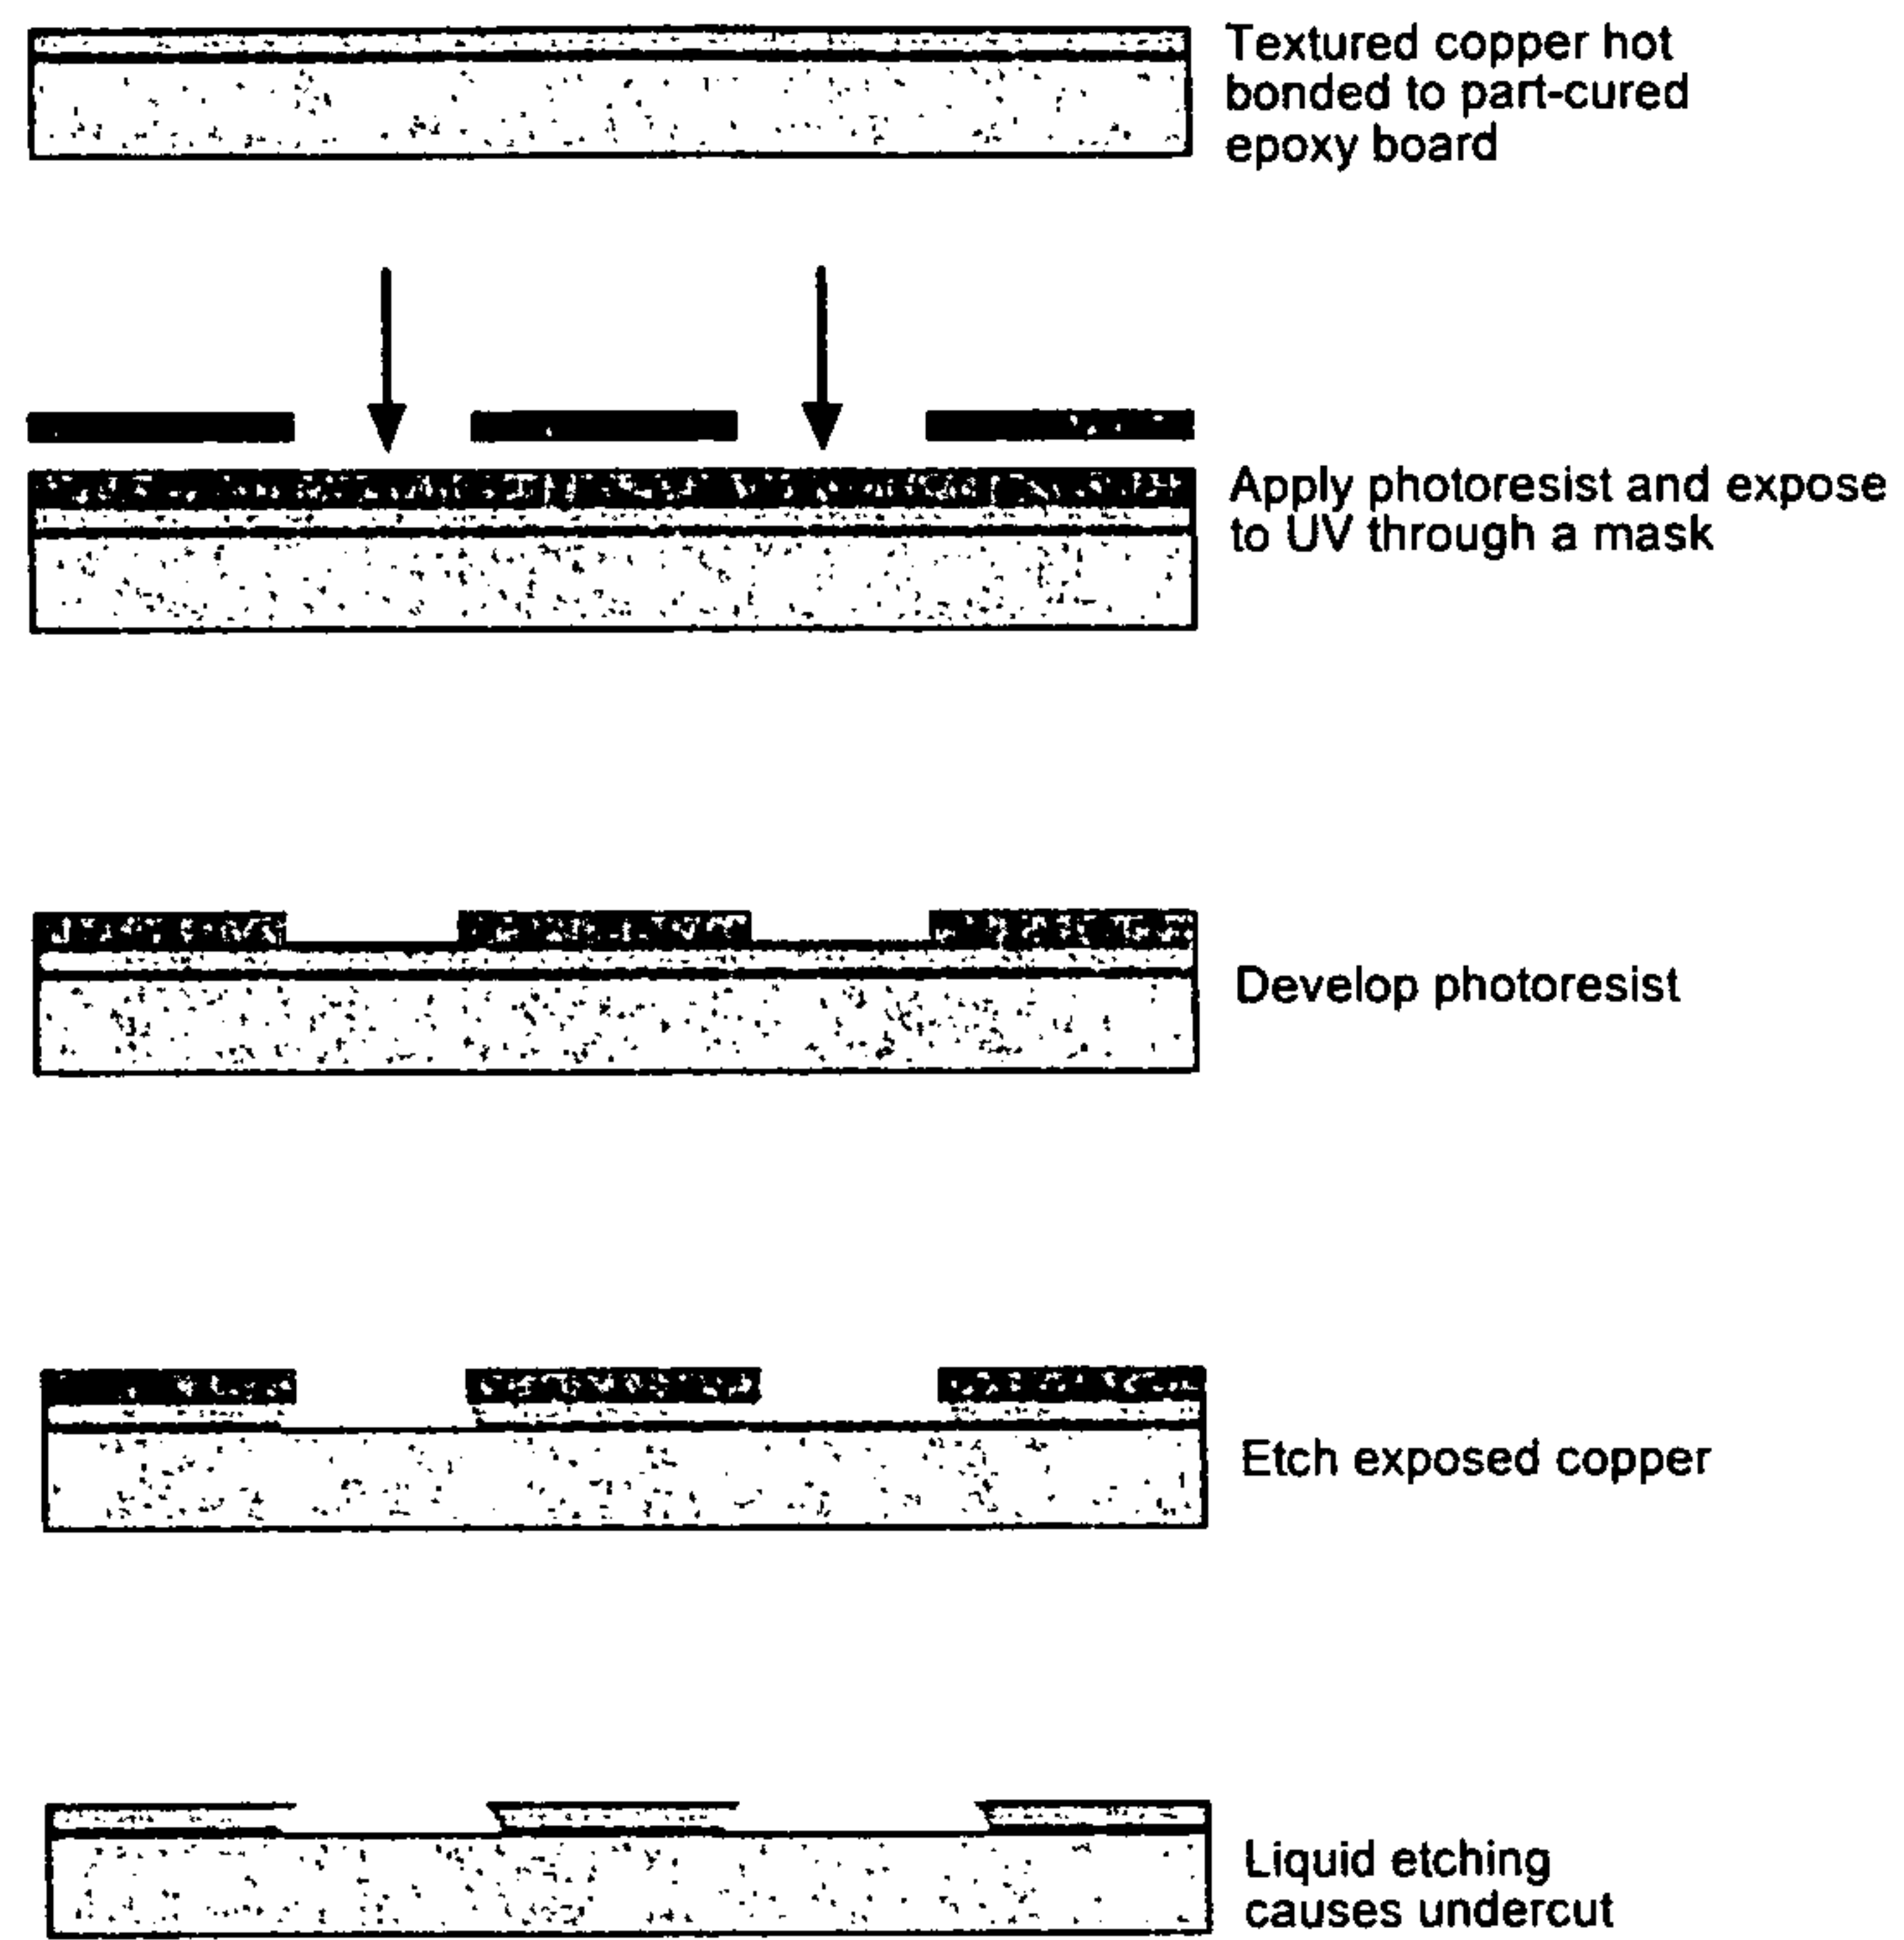 Textured copper hot
bonded to part-cured
epoxy board
Apply photoresist and expose
to UV through a mask
Develop photoresist
Etch exposed copper
Liquid etching
causes undercut